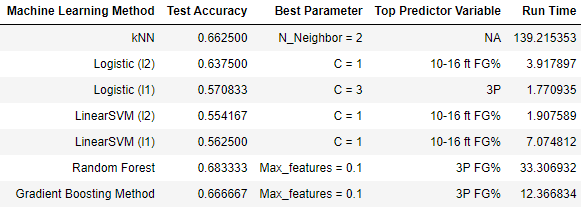 Machine Learning Method Test Accuracy Best Parameter Top Predictor Variable Run Time
kNN 0.662500 N_Neighbor = 2 NA 139.215353
Logistic (l2) 0.637500 C = 1 10-16 ft FG% 3.917897
Logistic (l1) 0.570833 C = 3 3P 1.770935
LinearSVM (l2) 0.554167 C = 1 10-16 ft FG% 1.907589
LinearSVM (l1) 0.562500 C = 1 10-16 ft FG% 7.074812
Random Forest 0.683333 Max_features = 0.1 3P FG% 33.306932
Gradient Boosting Method 0.666667 Max_features = 0.1 3P FG% 12.366834